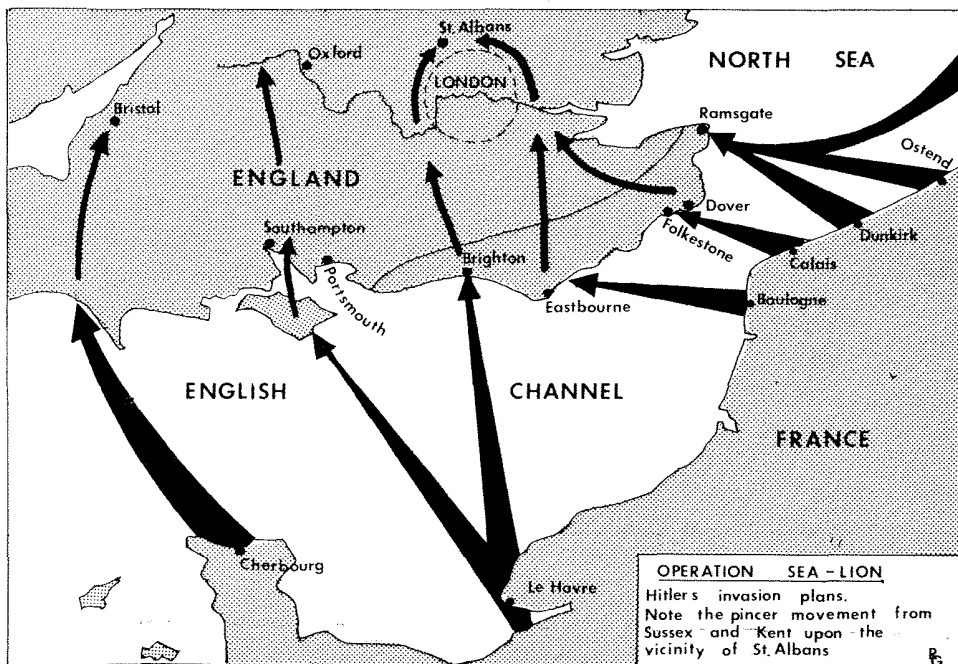 St. Albans
Oxford
LONDON
NORTH SEA
Bristol
Ramsgate
Ostend
ENGLAND
Dover
Folkestone
Dunkirk
Southampton
Calais
Brighton
Portsmouth
Eastbourne
Boulogne
ENGLISH CHANNEL
FRANCE
Cherbourg
Le Havre
OPERATION SEA-LION
Hitlers invasion plans.
Note the pincer movement from
Sussex and Kent upon the
vicinity of St. Albans